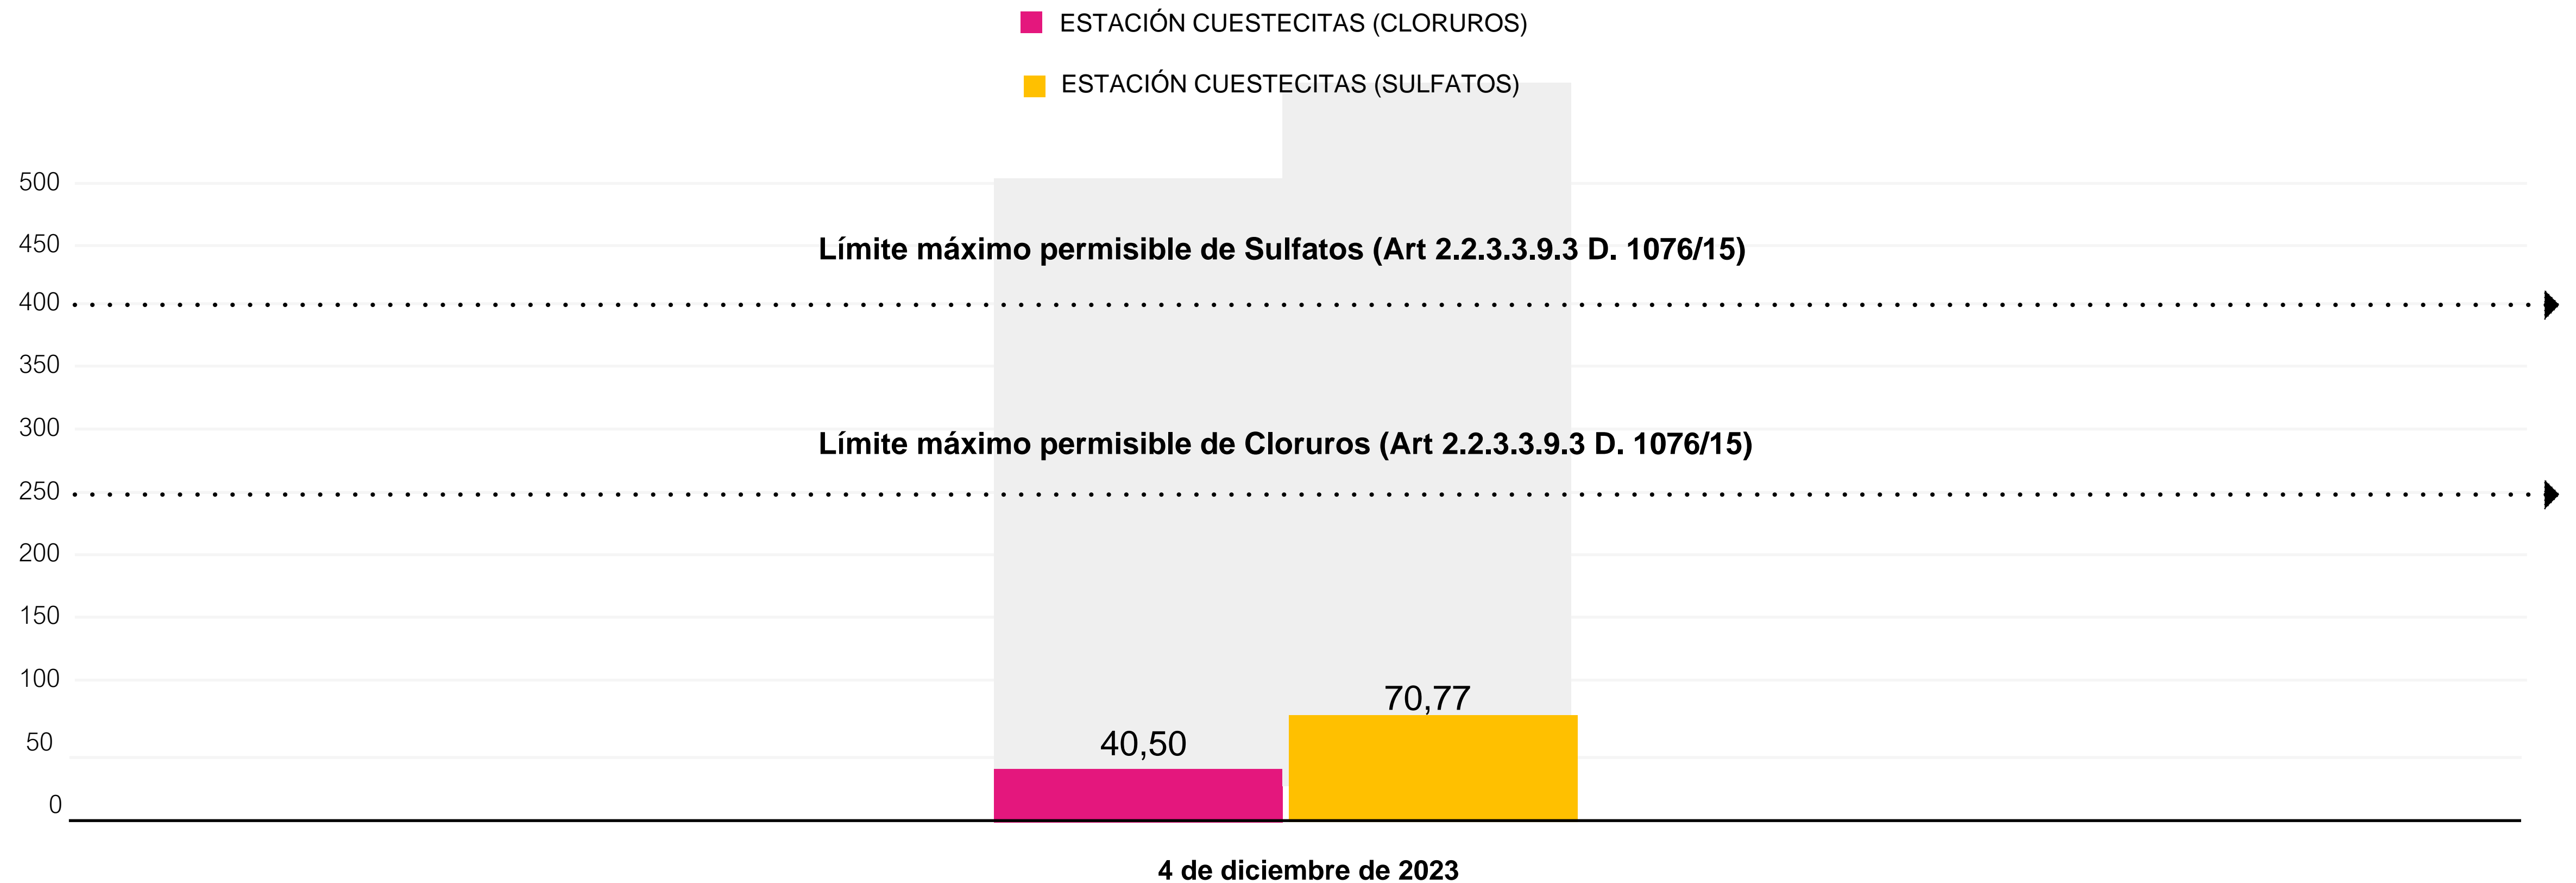 ESTACIÓN CUESTECITAS (CLORUROS)
ESTACIÓN CUESTECITAS (SULFATOS)
500
450
Límite máximo permisible de Sulfatos (Art 2.2.3.3.9.3 D. 1076/15)
400
350
300
Límite máximo permisible de Cloruros (Art 2.2.3.3.9.3 D. 1076/15)
250
200
150
100
70,77
50
40,50
0
4 de diciembre de 2023